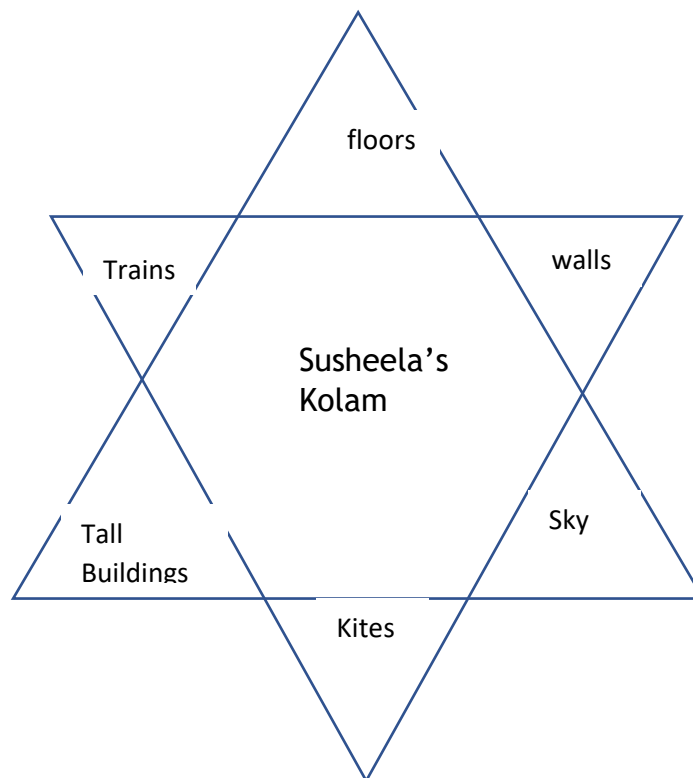 floors
Trains
walls
Susheela’s
Kolam
Tall
Buildings
Sky
Kites